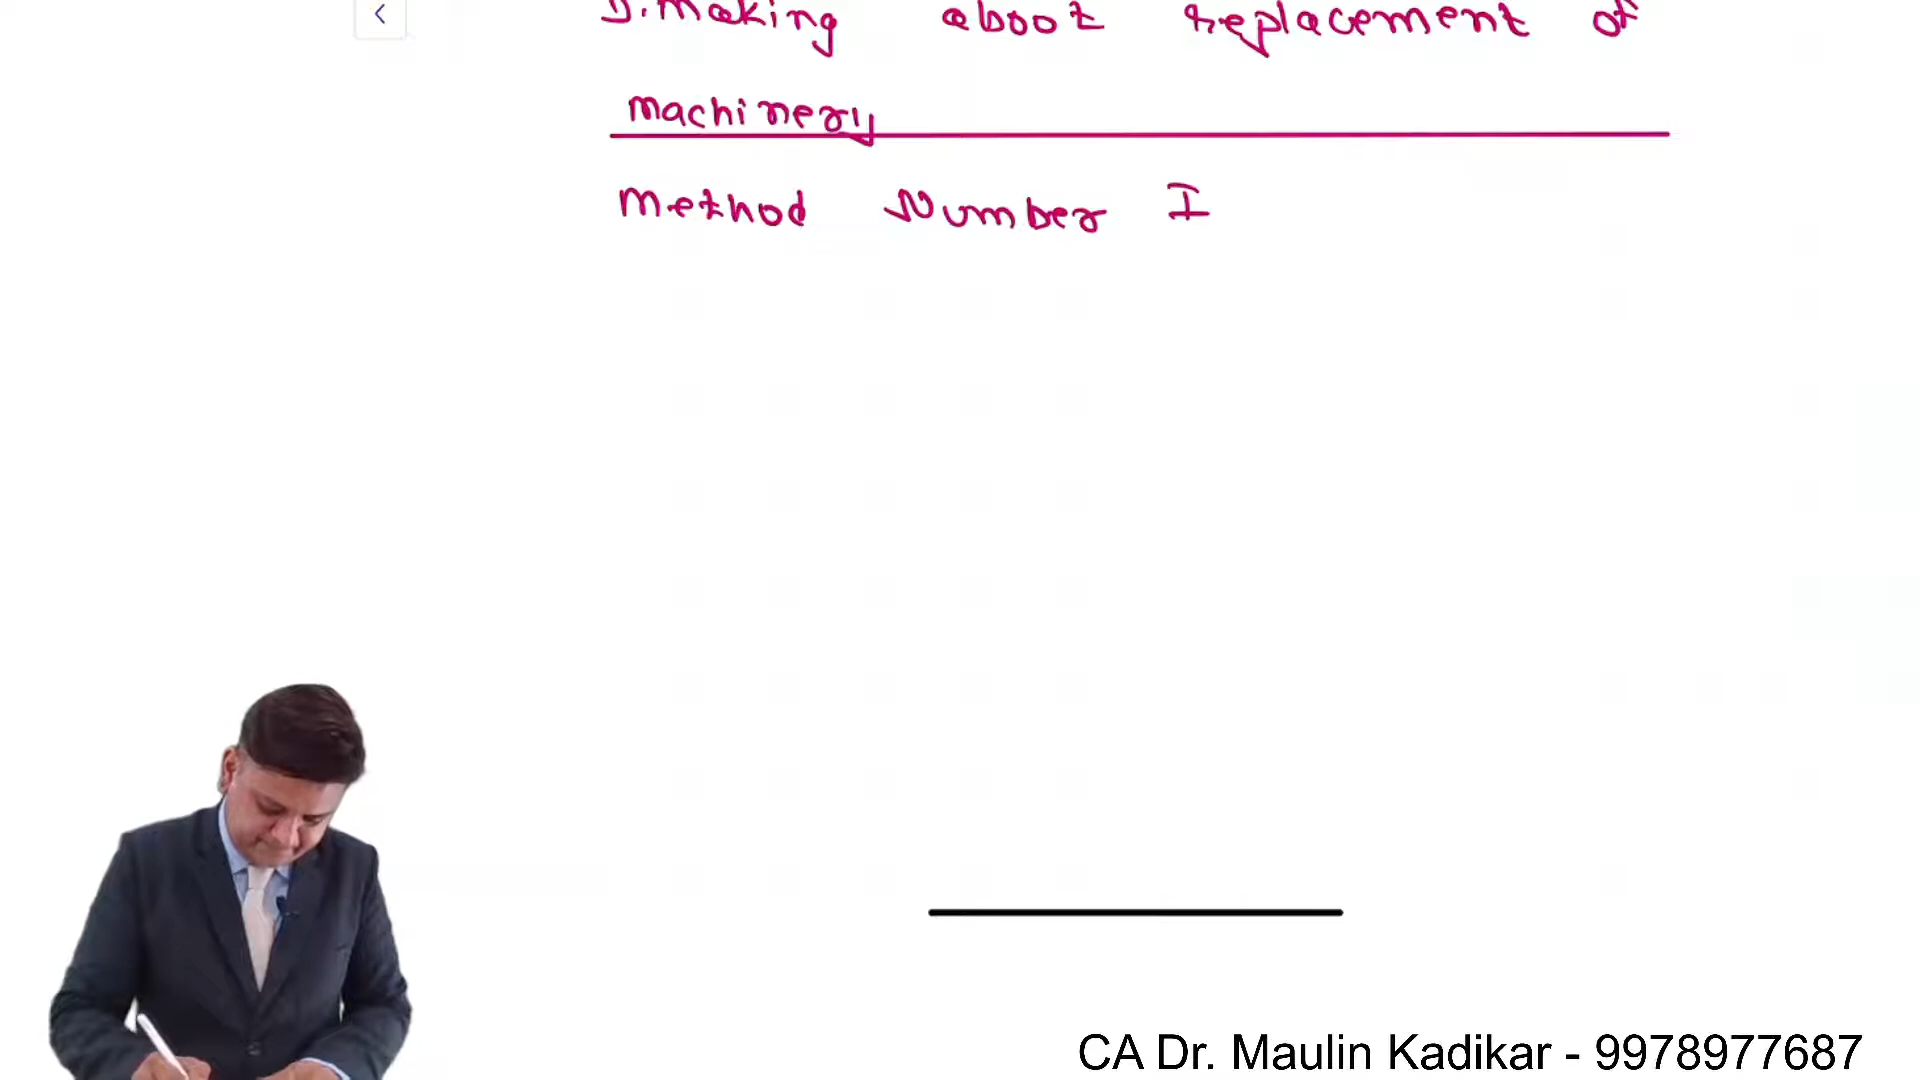 D.making about replacement of
machinery
Method Number I
CA Dr. Maulin Kadikar - 9978977687